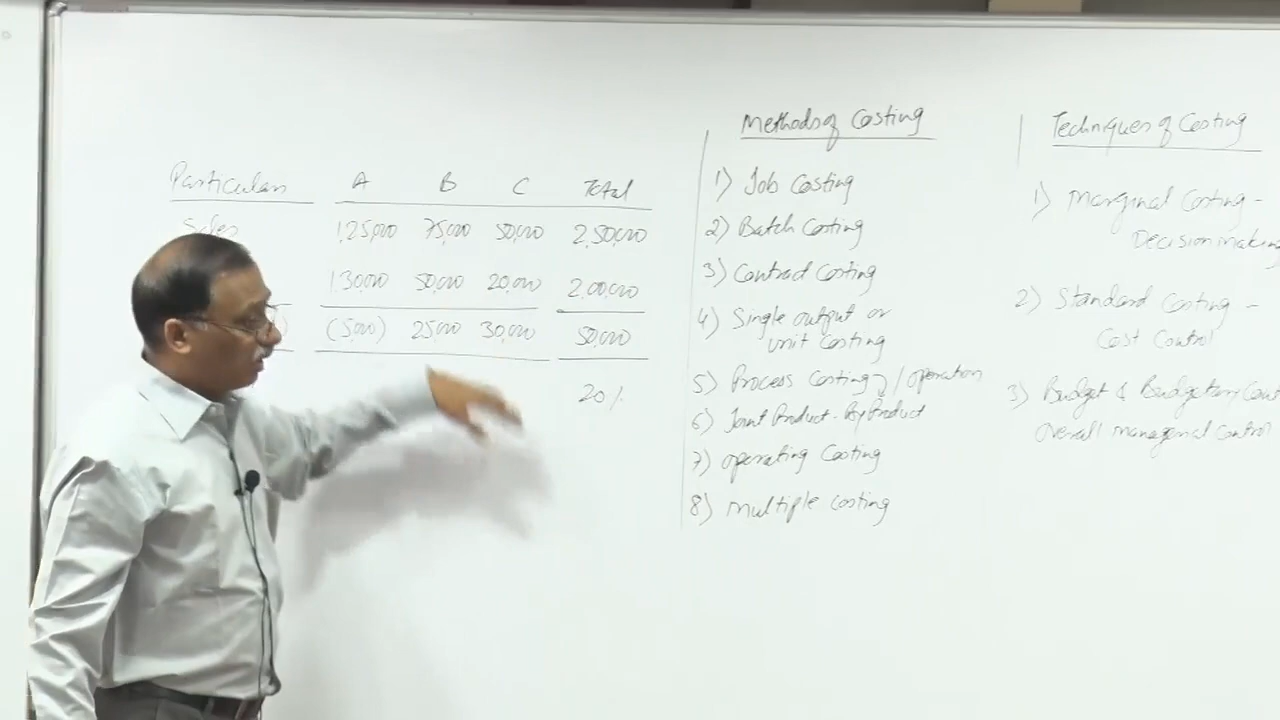 Particulars A B C Total
Sales 1,25,000 75,000 50,000 2,50,000
1,30,000 50,000 20,000 2,00,000
(5,000) 25,000 30,000 50,000
20%
Methods of Costing
1) Job Costing
2) Batch Costing
3) Contract Costing
4) Single output or
unit costing
5) Process Costing / operation
6) Joint Product - By Product
7) operating Costing
8) multiple costing
Techniques of Costing
1) Marginal Costing -
Decision making
2) Standard Costing -
Cost Control
3) Budget & Budgetary Cont
overall managerial Control